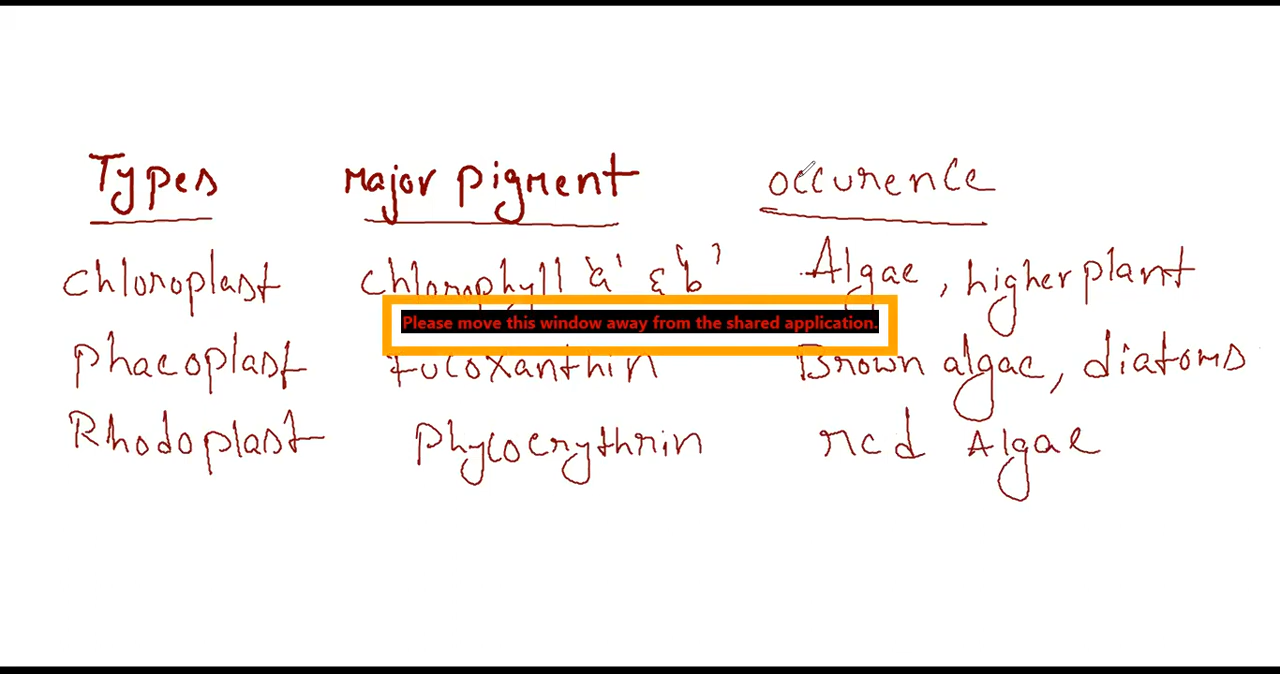 Types Major pigment occurence
chloroplast chlorophyll 'a' & 'b' Algae, higher plant
Please move this window away from the shared application.
Phaeoplast Fucoxanthin Brown algae, diatoms
Rhodoplast Phycoerythrin red Algae